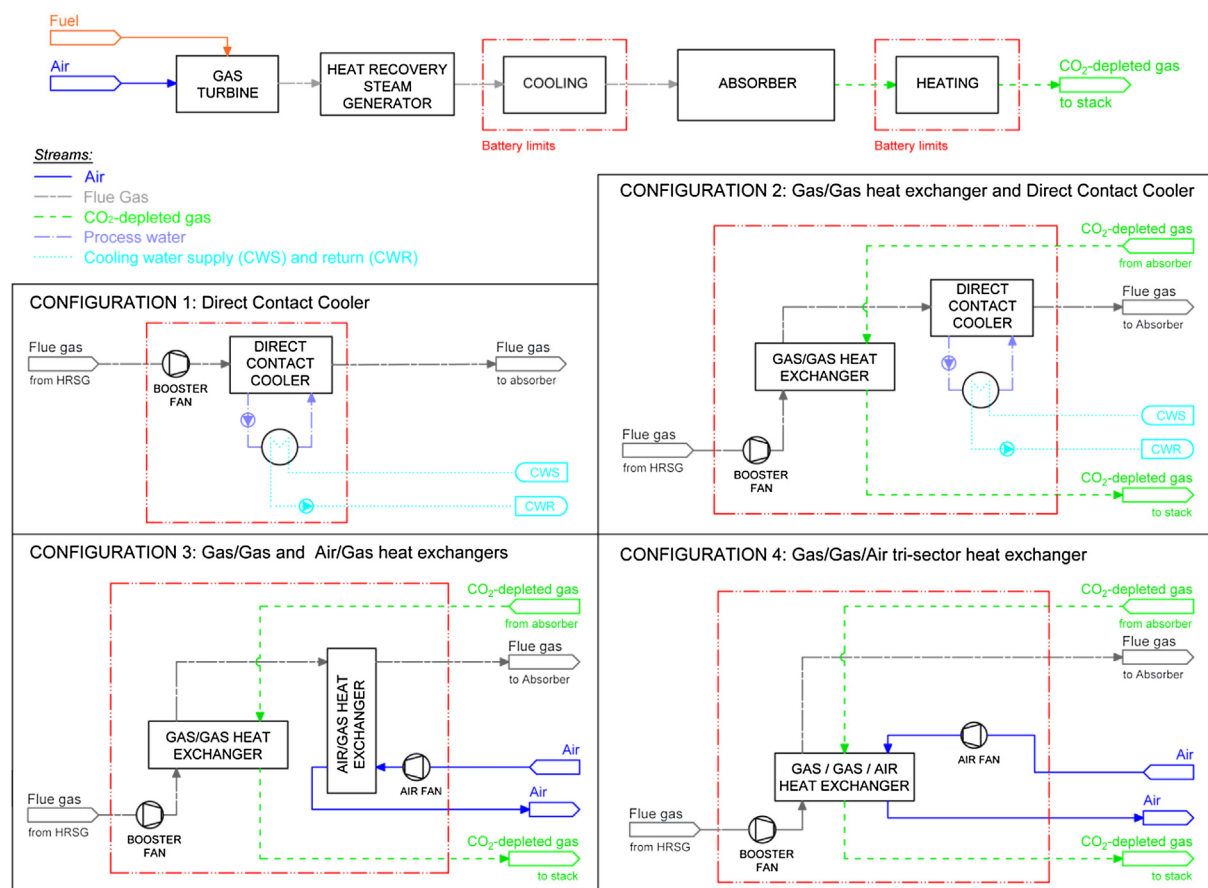 Fuel
Air
GAS
TURBINE
HEAT RECOVERY
STEAM
GENERATOR
COOLING
Battery limits
ABSORBER
HEATING
Battery limits
CO₂-depleted gas
to stack
Streams:
Air
Flue Gas
CO₂-depleted gas
Process water
Cooling water supply (CWS) and return (CWR)
CONFIGURATION 1: Direct Contact Cooler
Flue gas
from HRSG
BOOSTER
FAN
DIRECT
CONTACT
COOLER
Flue gas
to absorber
CWS
CWR
CONFIGURATION 2: Gas/Gas heat exchanger and Direct Contact Cooler
CO₂-depleted gas
from absorber
DIRECT
CONTACT
COOLER
Flue gas
to Absorber
GAS/GAS HEAT
EXCHANGER
CWS
CWR
Flue gas
from HRSG
BOOSTER
FAN
CO₂-depleted gas
to stack
CONFIGURATION 3: Gas/Gas and Air/Gas heat exchangers
CO₂-depleted gas
from absorber
Flue gas
to Absorber
AIR/GAS HEAT
EXCHANGER
GAS/GAS HEAT
EXCHANGER
Air
AIR FAN
Air
Flue gas
from HRSG
BOOSTER
FAN
CO₂-depleted gas
to stack
CONFIGURATION 4: Gas/Gas/Air tri-sector heat exchanger
CO₂-depleted gas
from absorber
Flue gas
to Absorber
AIR FAN
Air
GAS / GAS / AIR
HEAT EXCHANGER
Air
Flue gas
from HRSG
BOOSTER
FAN
CO₂-depleted gas
to stack